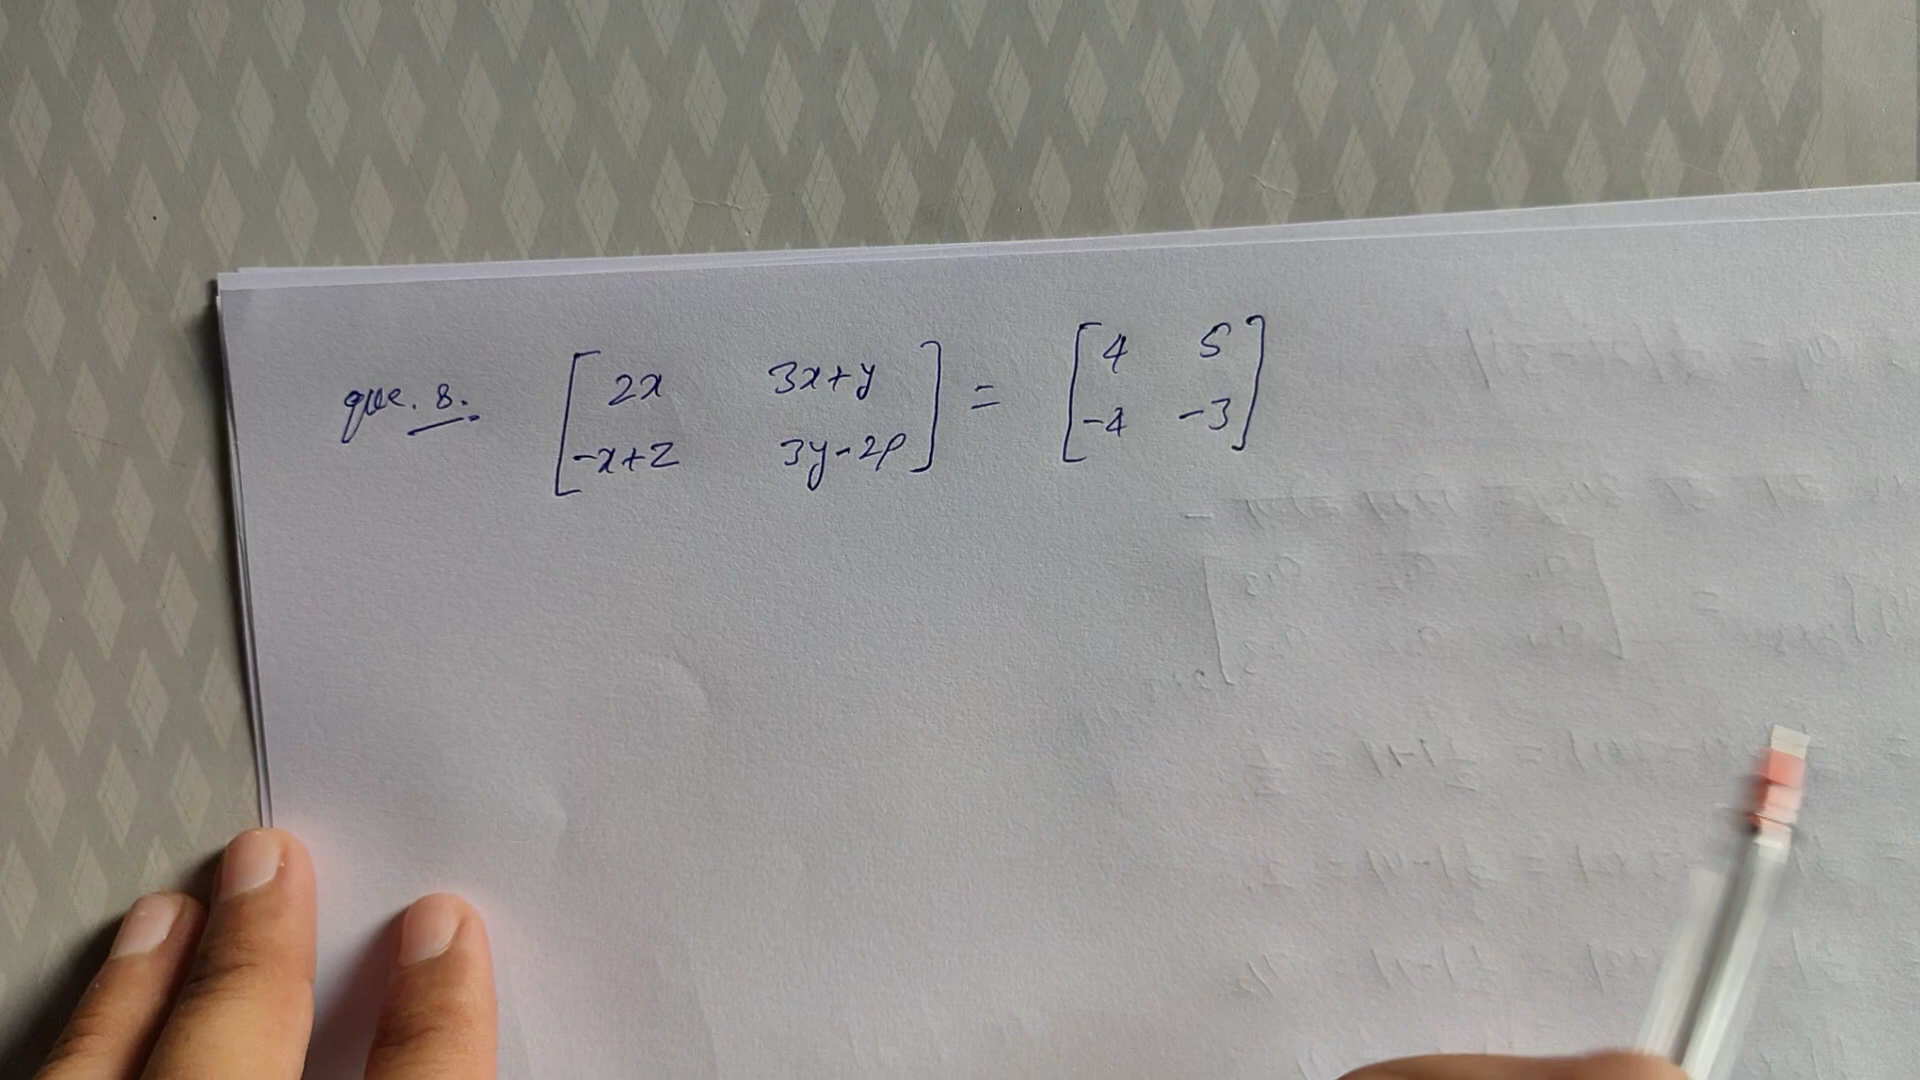 que. 8. [2x 3x+y] = [4 5]
[-x+z 3y-2p] [-4 -3]